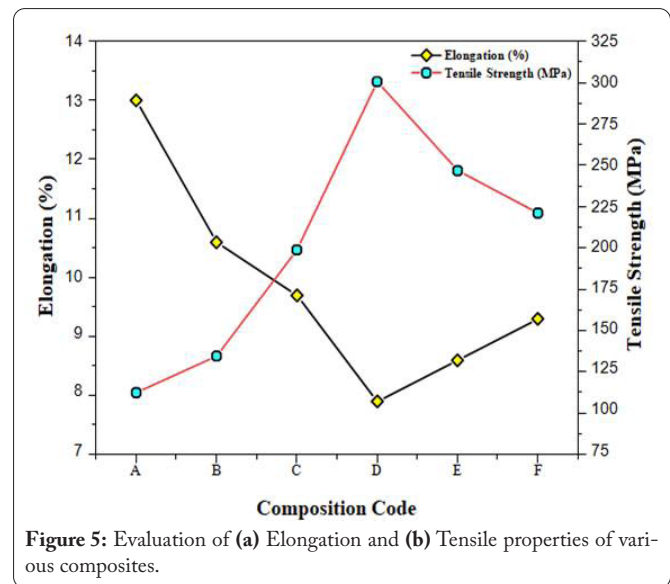 Elongation (%)
Tensile Strength (MPa)
14
13
12
11
10
9
8
7
Elongation (%)
325
300
275
250
225
200
175
150
125
100
75
Tensile Strength (MPa)
A B C D E F
Composition Code
Figure 5: Evaluation of (a) Elongation and (b) Tensile properties of vari-
ous composites.